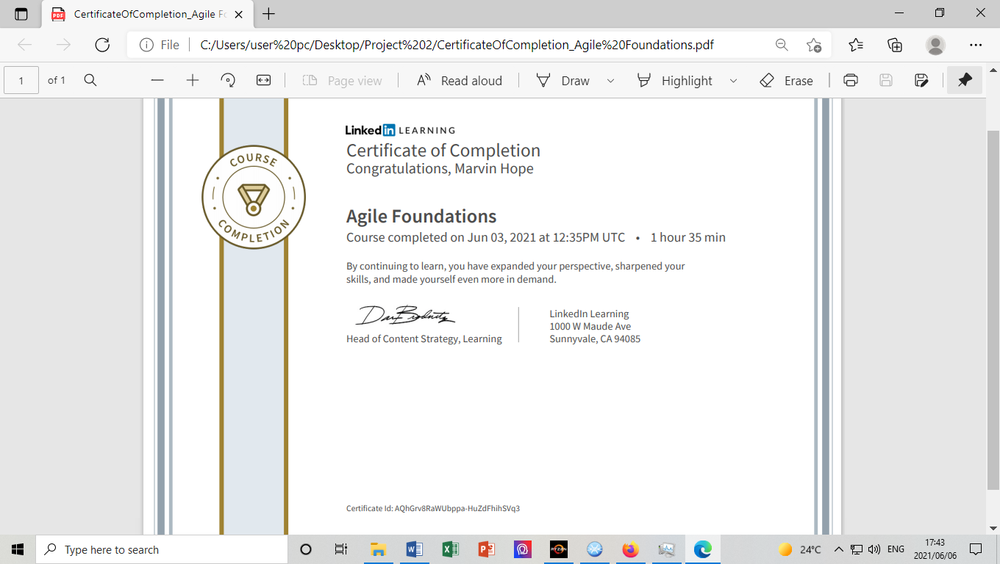 CertificateOfCompletion_Agile Fo
File
C:/Users/user%20pc/Desktop/Project%202/CertificateOfCompletion_Agile%20Foundations.pdf
1 of 1
Page view
Read aloud
Draw
Highlight
Erase
LinkedIn LEARNING
Certificate of Completion
Congratulations, Marvin Hope
COURSE
COMPLETION
Agile Foundations
Course completed on Jun 03, 2021 at 12:35PM UTC • 1 hour 35 min
By continuing to learn, you have expanded your perspective, sharpened your
skills, and made yourself even more in demand.
Head of Content Strategy, Learning
LinkedIn Learning
1000 W Maude Ave
Sunnyvale, CA 94085
Certificate Id: AQhGrv8RaWUbppa-HuZdFhihSVq3
Type here to search
RYZEN
24°C
ENG
17:43
2021/06/06